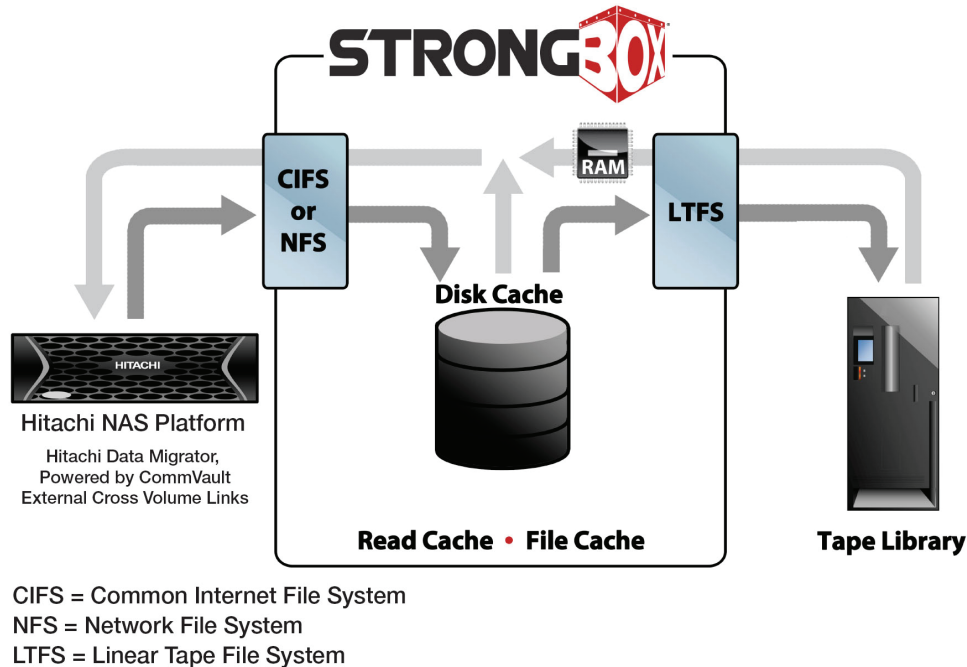 STRONGBOX
CIFS
or
NFS
RAM
LTFS
Disk Cache
HITACHI
Hitachi NAS Platform
Hitachi Data Migrator,
Powered by CommVault
External Cross Volume Links
Read Cache • File Cache
Tape Library
CIFS = Common Internet File System
NFS = Network File System
LTFS = Linear Tape File System